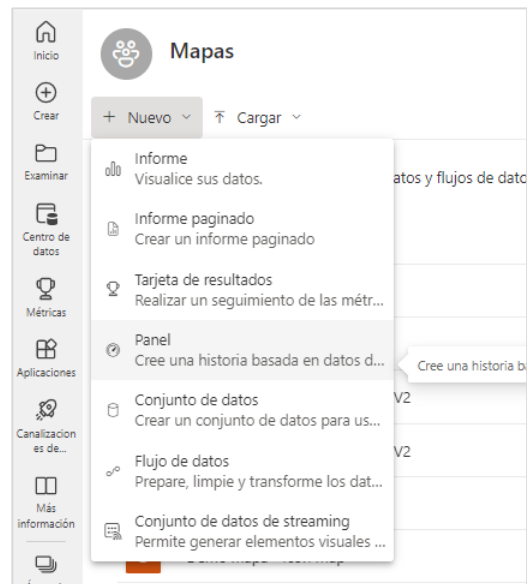 Inicio
Mapas
Crear
+ Nuevo
Cargar
Examinar
Informe
Visualice sus datos.
atos y flujos de dato
Centro de
datos
Informe paginado
Crear un informe paginado
Métricas
Tarjeta de resultados
Realizar un seguimiento de las métr...
Aplicaciones
Panel
Cree una historia basada en datos d...
Cree una historia b
Canalizacion
es de...
Conjunto de datos
Crear un conjunto de datos para us...
V2
Flujo de datos
Prepare, limpie y transforme los dat...
V2
Más
información
Conjunto de datos de streaming
Permite generar elementos visuales ...